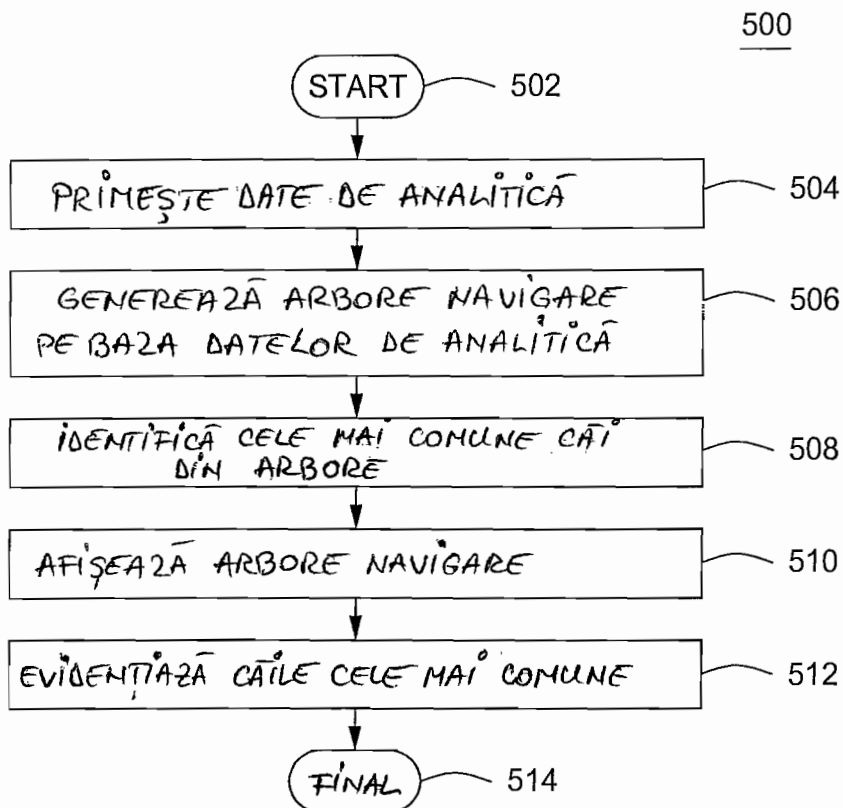 500
START 502
PRIMEȘTE DATE DE ANALITICĂ 504
GENEREAZĂ ARBORE NAVIGARE 506
PE BAZA DATELOR DE ANALITICĂ
IDENTIFICĂ CELE MAI COMUNE CĂI 508
DIN ARBORE
AFIȘEAZĂ ARBORE NAVIGARE 510
EVIDENȚIAZĂ CĂILE CELE MAI COMUNE 512
FINAL 514